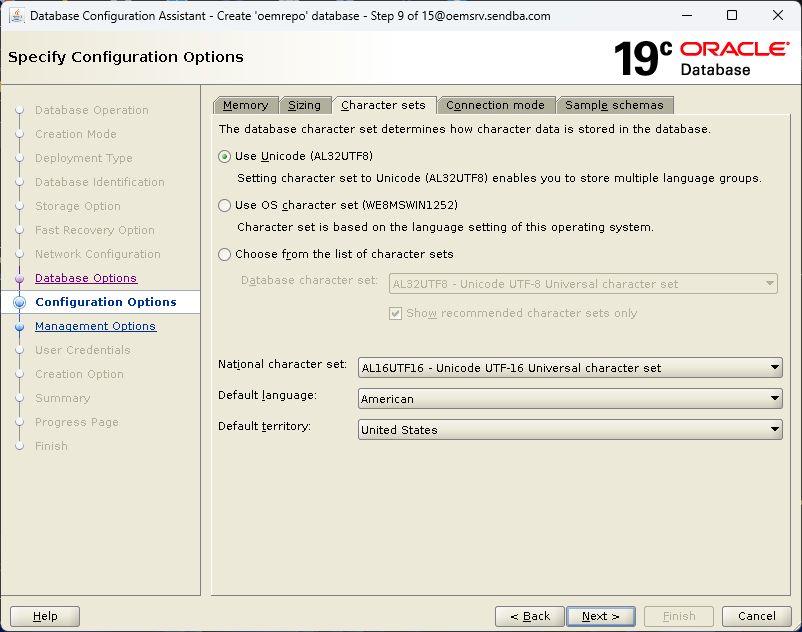 Database Configuration Assistant - Create 'oemrepo' database - Step 9 of 15@oemsrv.sendba.com
Specify Configuration Options
19c ORACLE
Database
Database Operation
Creation Mode
Deployment Type
Database Identification
Storage Option
Fast Recovery Option
Network Configuration
Database Options
Configuration Options
Management Options
User Credentials
Creation Option
Summary
Progress Page
Finish
Memory Sizing Character sets Connection mode Sample schemas
The database character set determines how character data is stored in the database.
Use Unicode (AL32UTF8)
Setting character set to Unicode (AL32UTF8) enables you to store multiple language groups.
Use OS character set (WE8MSWIN1252)
Character set is based on the language setting of this operating system.
Choose from the list of character sets
Database character set: AL32UTF8 - Unicode UTF-8 Universal character set
Show recommended character sets only
National character set: AL16UTF16 - Unicode UTF-16 Universal character set
Default language: American
Default territory: United States
Help < Back Next > Finish Cancel